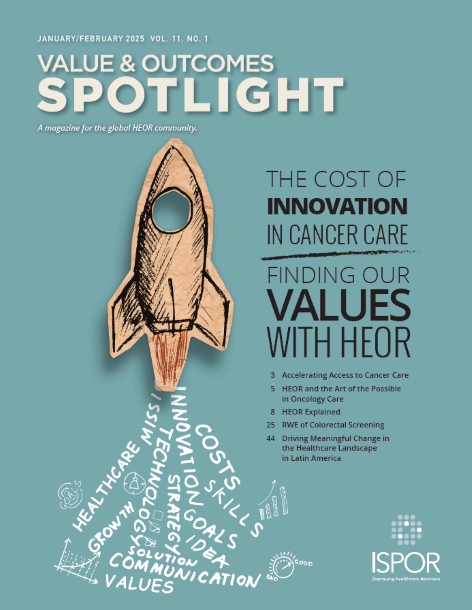 JANUARY/FEBRUARY 2025 VOL. 11, NO. 1
VALUE & OUTCOMES
SPOTLIGHT
A magazine for the global HEOR community.
THE COST OF
INNOVATION
IN CANCER CARE
FINDING OUR
VALUES
WITH HEOR
3 Accelerating Access to Cancer Care
5 HEOR and the Art of the Possible
in Oncology Care
8 HEOR Explained
25 RWE of Colorectal Screening
44 Driving Meaningful Change in
the Healthcare Landscape
in Latin America
MISSI
INNOVATION
COSTS
HEALTHCARE
TECHNOLOGY
STRATEGY
GOALS
SKILLS
GROWTH
IDEA
SOLUTION
COMMUNICATION
VALUES
BAD
GOOD
ISPOR
Improving healthcare decisions